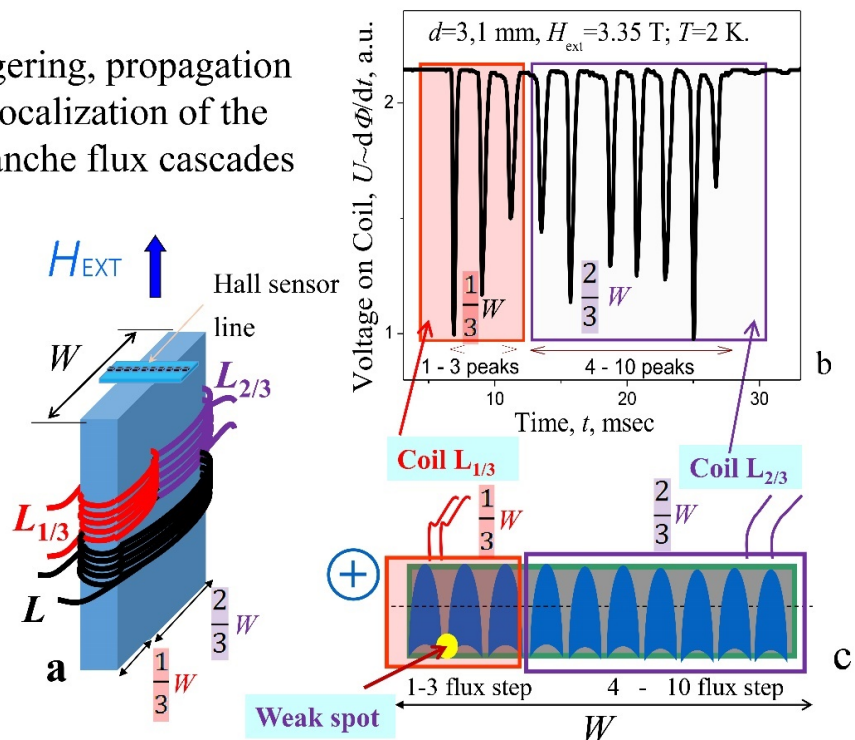 gering, propagation
ocalization of the
anche flux cascades
H_EXT
Hall sensor
line
W
L_2/3
L_1/3
L
2/3 W
1/3 W
a
d=3,1 mm, H_ext=3.35 T; T=2 K.
Voltage on Coil, U~dΦ/dt, a.u.
2
1
1/3 W
2/3 W
1 - 3 peaks
4 - 10 peaks
10
20
30
Time, t, msec
b
Coil L_1/3
Coil L_2/3
1/3 W
2/3 W
+
1-3 flux step
4 - 10 flux step
Weak spot
W
c